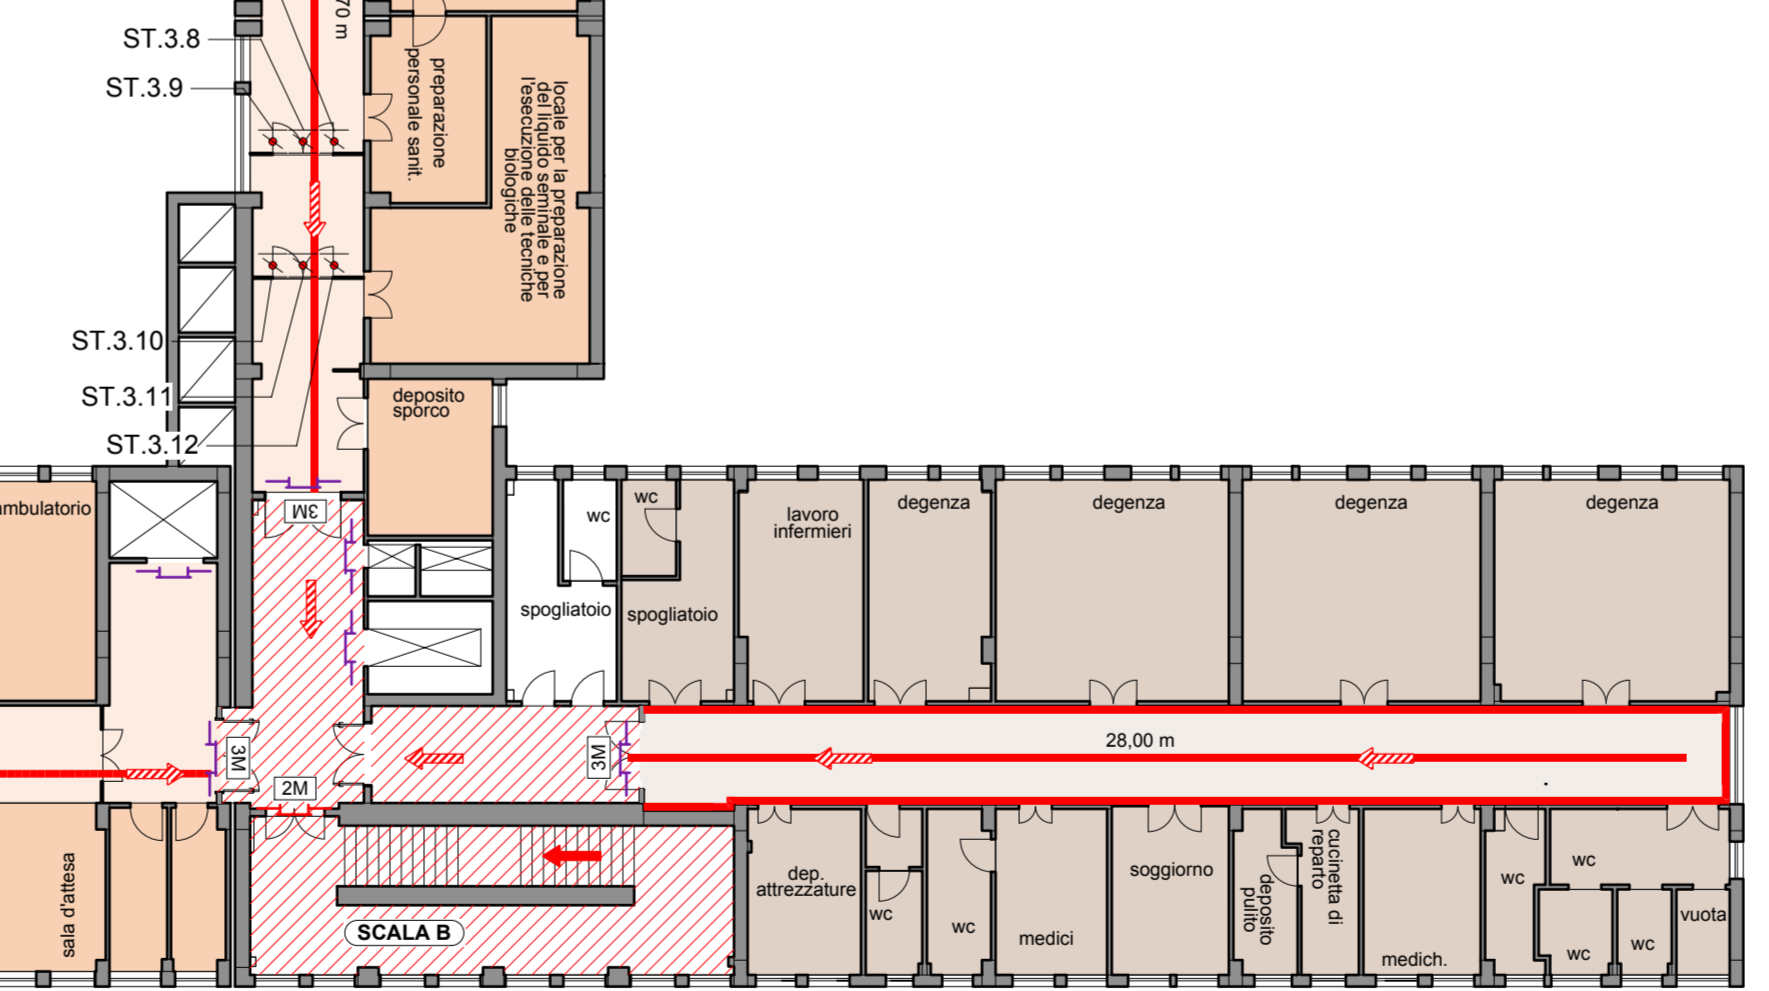 70 m
ST.3.8
ST.3.9
preparazione
personale sanit.
locale per la preparazione
del liquido seminale e per
l'esecuzione delle tecniche
biologiche
ST.3.10
ST.3.11
ST.3.12
deposito
sporco
ambulatorio
3M
wc
wc
spogliatoio
spogliatoio
lavoro
infermieri
degenza
degenza
degenza
degenza
3M
2M
3M
28,00 m
sala d'attesa
SCALA B
dep.
attrezzature
wc
wc
medici
soggiorno
deposito
pulito
cucinetta di
reparto
medich.
wc
wc
wc
wc
vuota